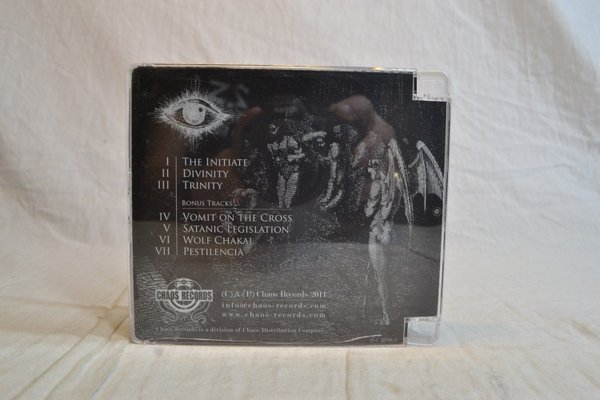 I THE INITIATE
II DIVINITY
III TRINITY
BONUS TRACKS
IV VOMIT ON THE CROSS
V SATANIC LEGISLATION
VI WOLF CHAKAL
VII PESTILENCIA
CHAOS RECORDS
(C) & (P) Chaos Records 2011
info@chaos-records.com
www.chaos-records.com
Chaos Records is a division of Chaos Distribution Company